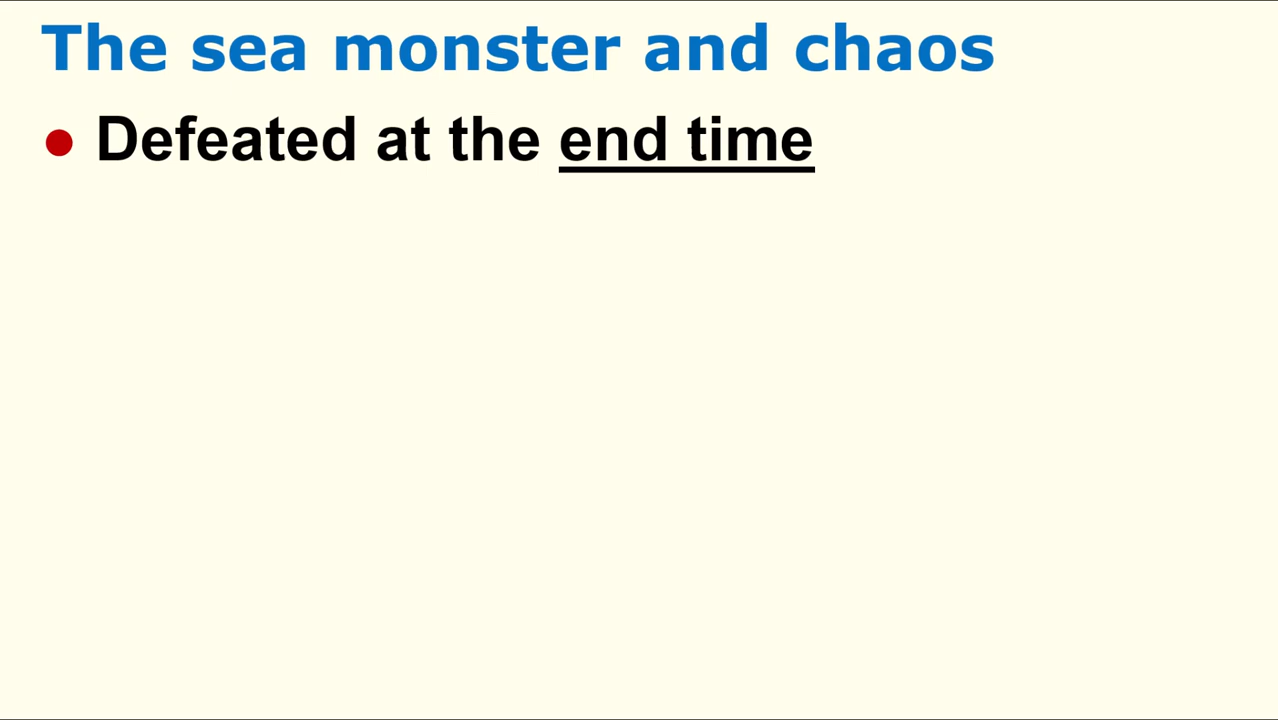 The sea monster and chaos
● Defeated at the end time